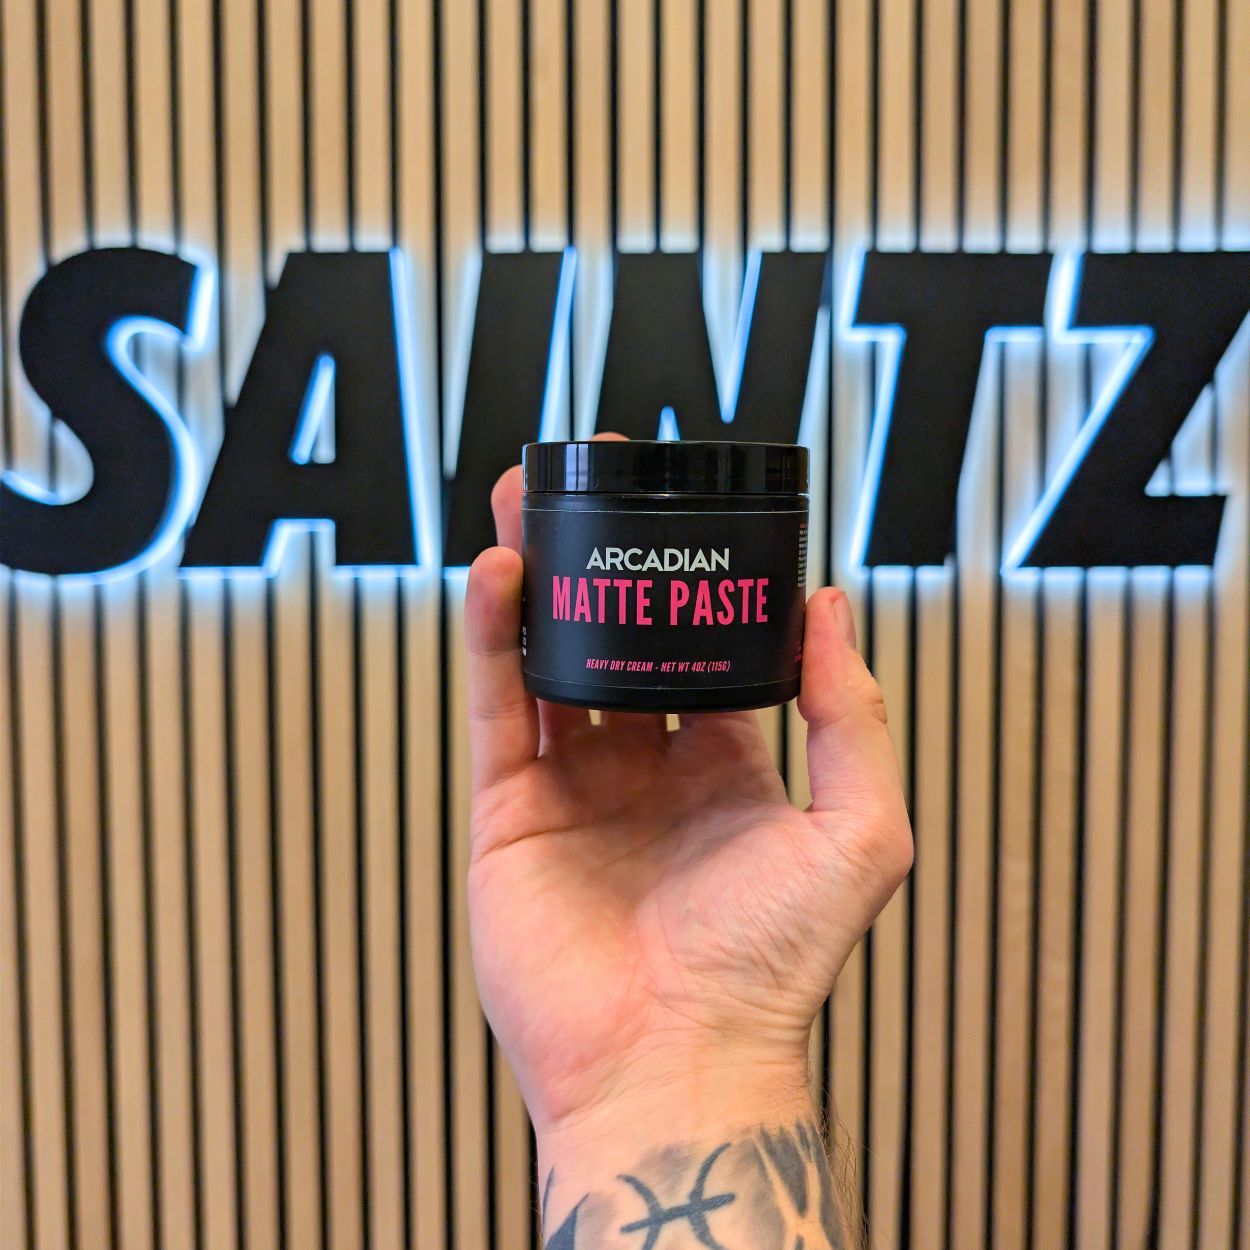 SAINTZ
ARCADIAN
MATTE PASTE
HEAVY DRY CREAM - NET WT 4OZ (115G)